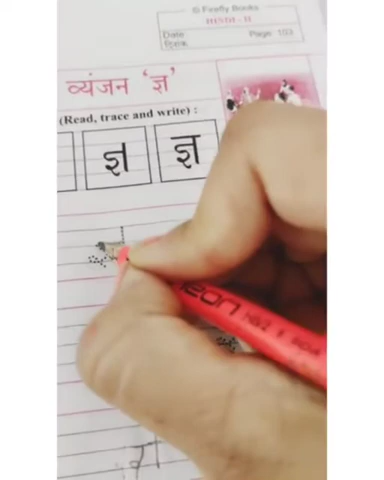 © Firefly Books
HINDI - II
Date
दिनांक
Page 103
व्यंजन ‘ज्ञ’
(Read, trace and write) :
ज्ञ ज्ञ